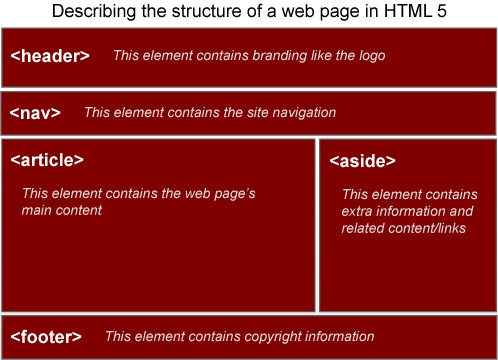 Describing the structure of a web page in HTML 5
<header> This element contains branding like the logo
<nav> This element contains the site navigation
<article>
This element contains the web page's
main content
<aside>
This element contains
extra information and
related content/links
<footer> This element contains copyright information